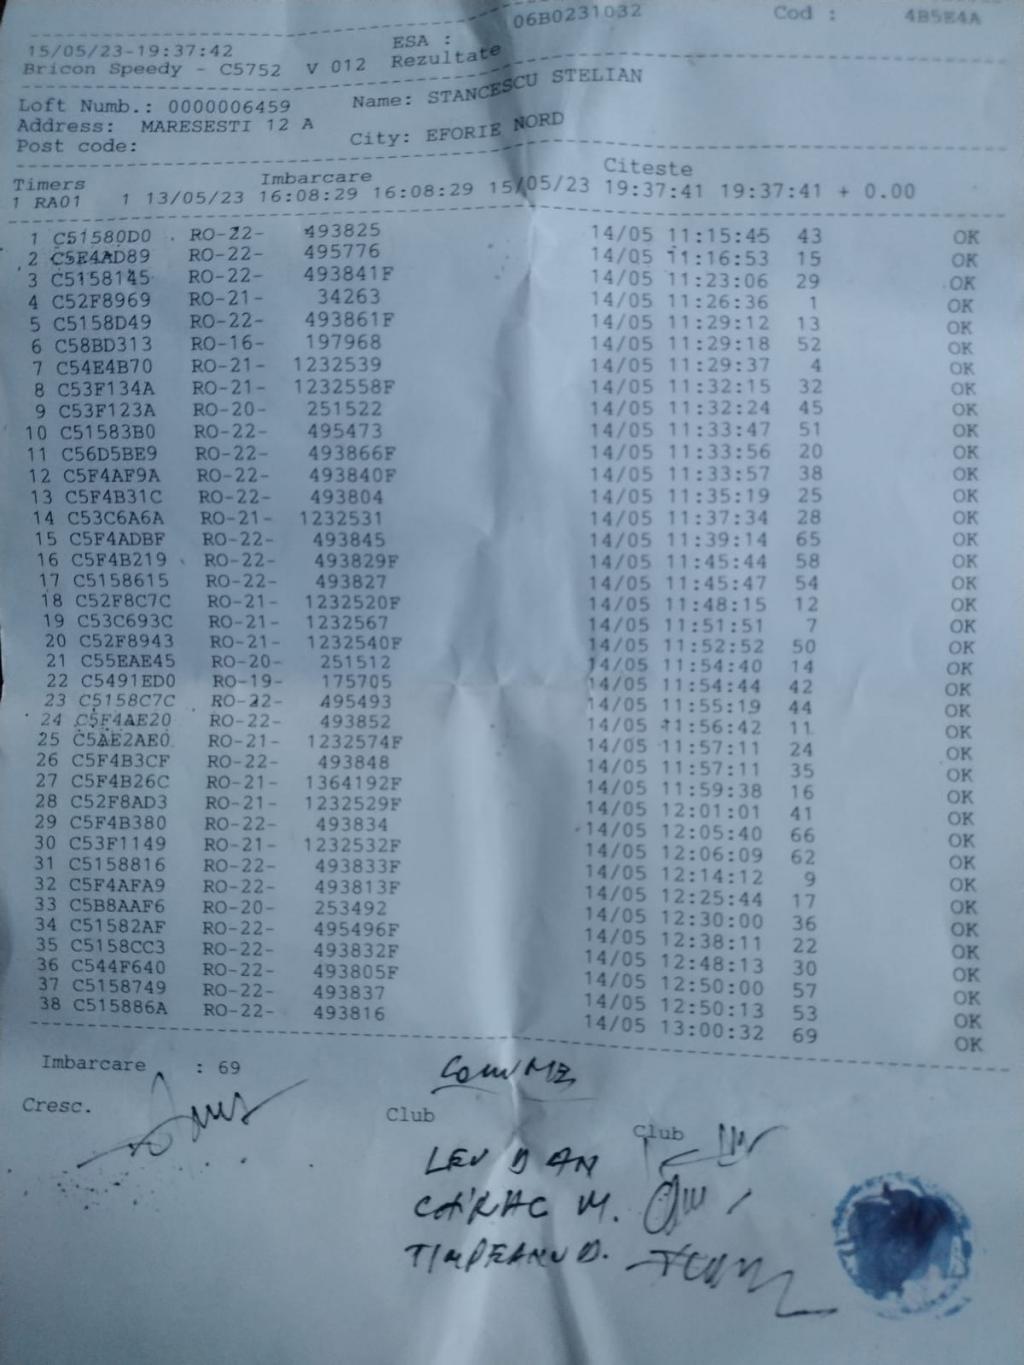 06B0231032 Cod : 4B5E4A
15/05/23-19:37:42 ESA :
Bricon Speedy - C5752 V 012 Rezultate
Loft Numb.: 0000006459 Name: STANCESCU STELIAN
Address: MARESESTI 12 A
Post code: City: EFORIE NORD
Timers Imbarcare Citeste
1 RA01 1 13/05/23 16:08:29 16:08:29 15/05/23 19:37:41 19:37:41 + 0.00
1 C51580D0 RO-22- 493825 14/05 11:15:45 43 OK
2 C5E4AD89 RO-22- 495776 14/05 11:16:53 15 OK
3 C5158145 RO-22- 493841F 14/05 11:23:06 29 OK
4 C52F8969 RO-21- 34263 14/05 11:26:36 1 OK
5 C5158D49 RO-22- 493861F 14/05 11:29:12 13 OK
6 C58BD313 RO-16- 197968 14/05 11:29:18 52 OK
7 C54E4B70 RO-21- 1232539 14/05 11:29:37 4 OK
8 C53F134A RO-21- 1232558F 14/05 11:32:15 32 OK
9 C53F123A RO-20- 251522 14/05 11:32:24 45 OK
10 C51583B0 RO-22- 495473 14/05 11:33:47 51 OK
11 C56D5BE9 RO-22- 493866F 14/05 11:33:56 20 OK
12 C5F4AF9A RO-22- 493840F 14/05 11:33:57 38 OK
13 C5F4B31C RO-22- 493804 14/05 11:35:19 25 OK
14 C53C6A6A RO-21- 1232531 14/05 11:37:34 28 OK
15 C5F4ADBF RO-22- 493845 14/05 11:39:14 65 OK
16 C5F4B219 RO-22- 493829F 14/05 11:45:44 58 OK
17 C5158615 RO-22- 493827 14/05 11:45:47 54 OK
18 C52F8C7C RO-21- 1232520F 14/05 11:48:15 12 OK
19 C53C693C RO-21- 1232567 14/05 11:51:51 7 OK
20 C52F8943 RO-21- 1232540F 14/05 11:52:52 50 OK
21 C55EAE45 RO-20- 251512 14/05 11:54:40 14 OK
22 C5491ED0 RO-19- 175705 14/05 11:54:44 42 OK
23 C5158C7C RO-22- 495493 14/05 11:55:19 44 OK
24 C5F4AE20 RO-22- 493852 14/05 11:56:42 11 OK
25 C5AE2AE0 RO-21- 1232574F 14/05 11:57:11 24 OK
26 C5F4B3CF RO-22- 493848 14/05 11:57:11 35 OK
27 C5F4B26C RO-21- 1364192F 14/05 11:59:38 16 OK
28 C52F8AD3 RO-21- 1232529F 14/05 12:01:01 41 OK
29 C5F4B380 RO-22- 493834 14/05 12:05:40 66 OK
30 C53F1149 RO-21- 1232532F 14/05 12:06:09 62 OK
31 C5158816 RO-22- 493833F 14/05 12:14:12 9 OK
32 C5F4AFA9 RO-22- 493813F 14/05 12:25:44 17 OK
33 C5B8AAF6 RO-20- 253492 14/05 12:30:00 36 OK
34 C51582AF RO-22- 495496F 14/05 12:38:11 22 OK
35 C5158CC3 RO-22- 493832F 14/05 12:48:13 30 OK
36 C544F640 RO-22- 493805F 14/05 12:50:00 57 OK
37 C5158749 RO-22- 493837 14/05 12:50:13 53 OK
38 C515886A RO-22- 493816 14/05 13:00:32 69 OK
Imbarcare : 69
Cresc. Club Club
LEU DAN
CHIRAC M.
TIMPEANU D.